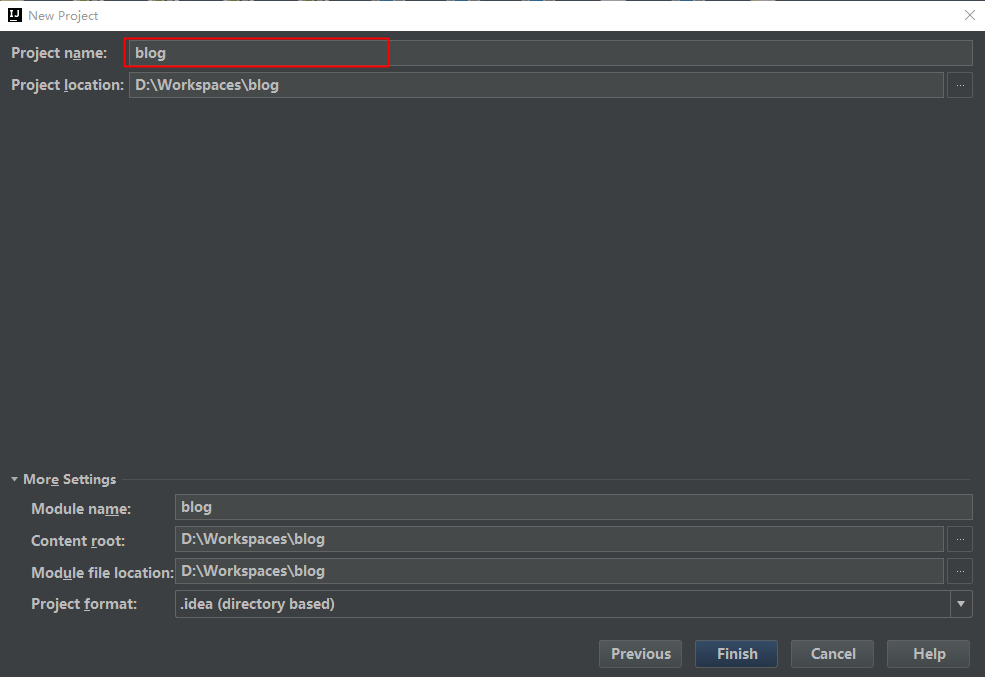 IJ New Project
Project name: blog
Project location: D:\Workspaces\blog ...
More Settings
Module name: blog
Content root: D:\Workspaces\blog ...
Module file location: D:\Workspaces\blog ...
Project format: .idea (directory based)
Previous Finish Cancel Help